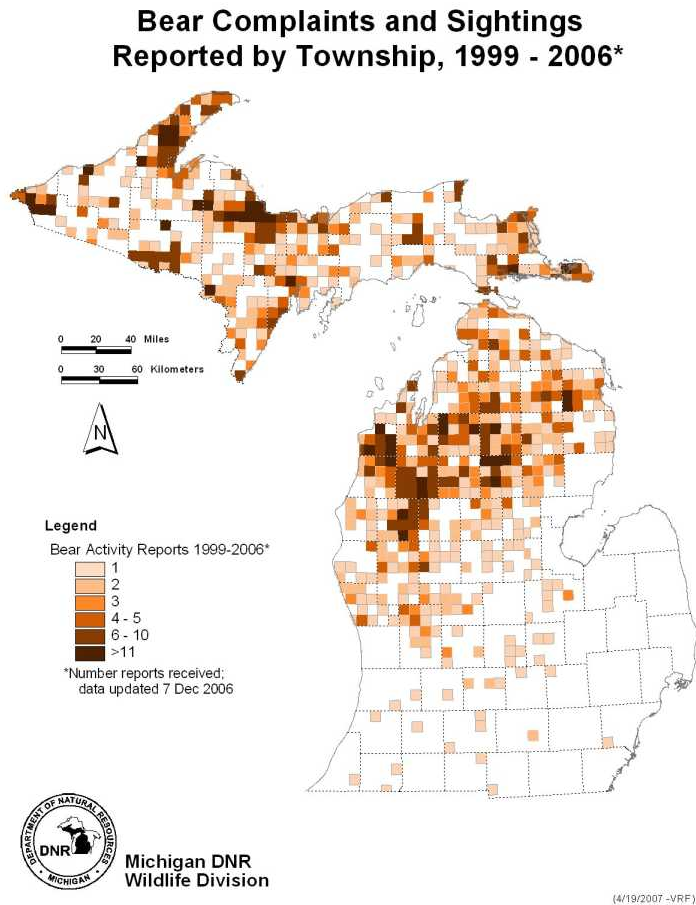 Bear Complaints and Sightings
Reported by Township, 1999 - 2006*
0 20 40 Miles
0 30 60 Kilometers
N
Legend
Bear Activity Reports 1999-2006*
1
2
3
4 - 5
6 - 10
>11
*Number reports received;
data updated 7 Dec 2006
DEPARTMENT OF NATURAL RESOURCES
DNR
• MICHIGAN •
Michigan DNR
Wildlife Division
(4/19/2007 -VRF)